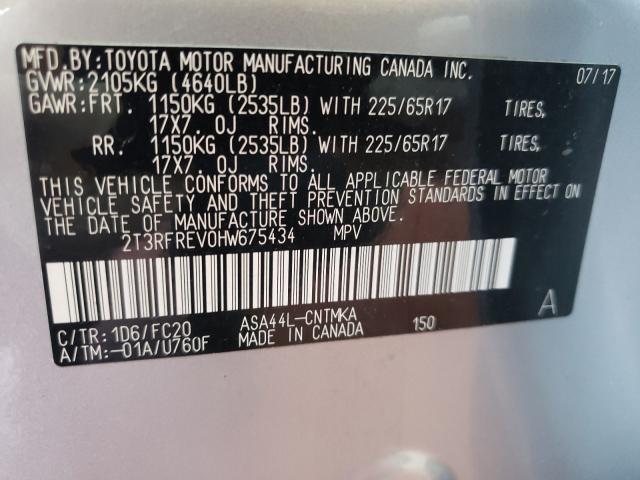 MFD.BY:TOYOTA MOTOR MANUFACTURING CANADA INC.
07/17
GVWR:2105KG (4640LB)
GAWR:FRT. 1150KG (2535LB) WITH 225/65R17 TIRES,
17X7.0J RIMS.
RR. 1150KG (2535LB) WITH 225/65R17 TIRES,
17X7.0J RIMS.
THIS VEHICLE CONFORMS TO ALL APPLICABLE FEDERAL MOTOR
VEHICLE SAFETY AND THEFT PREVENTION STANDARDS IN EFFECT ON
THE DATE OF MANUFACTURE SHOWN ABOVE.
2T3RFREV0HW675434 MPV
A
C/TR:1D6/FC20 ASA44L-CNTMKA 150
A/TM:-01A/U760F MADE IN CANADA